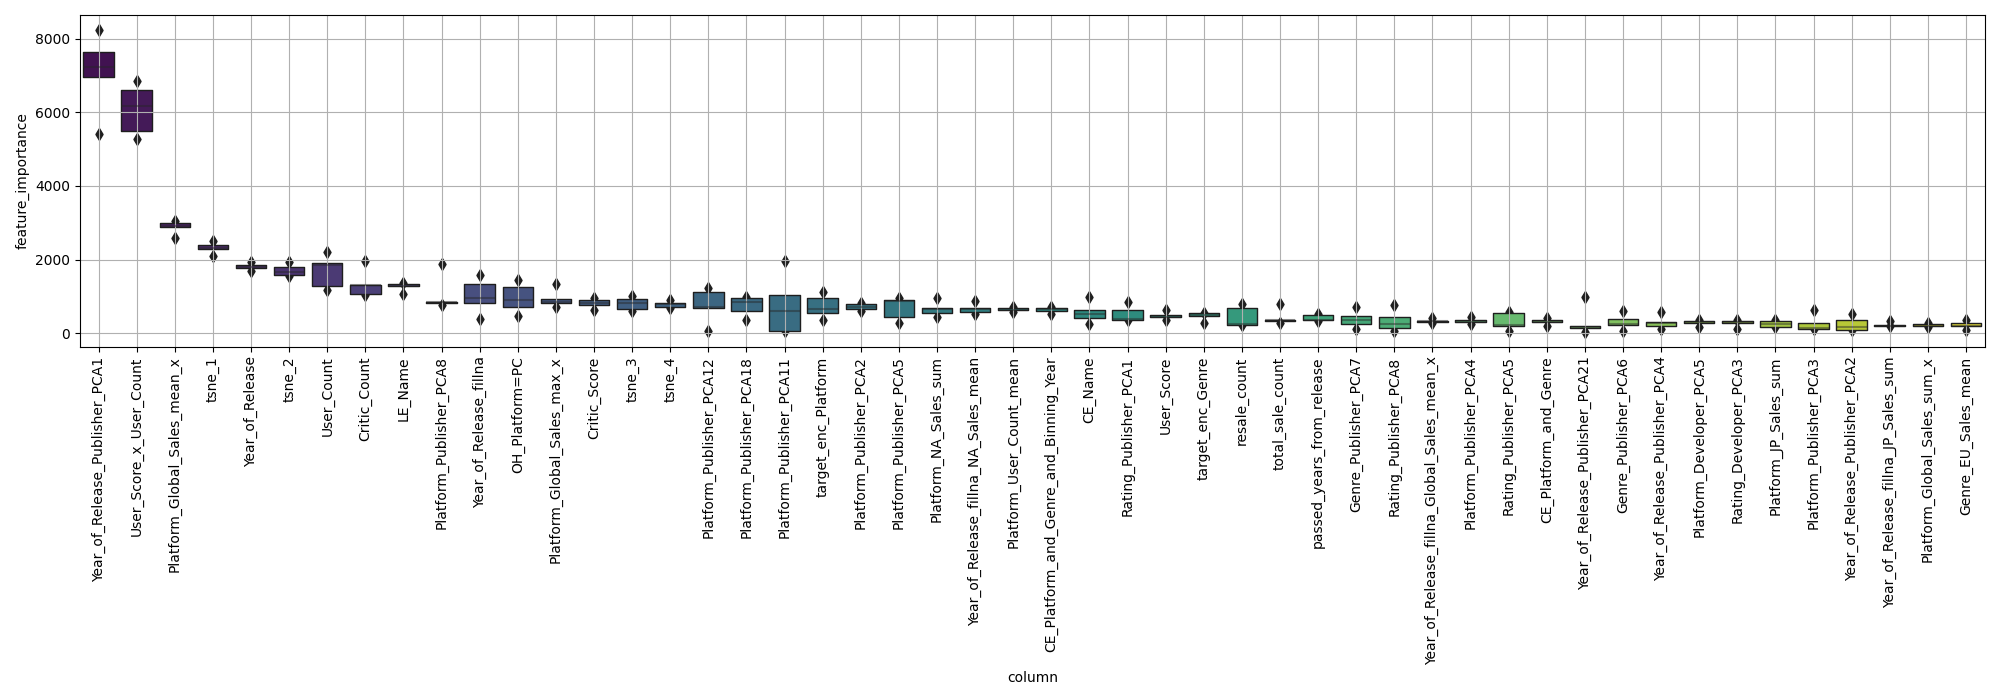 8000
6000
4000
2000
0
feature_importance
Year_of_Release_Publisher_PCA1
User_Score_x_User_Count
Platform_Global_Sales_mean_x
tsne_1
Year_of_Release
tsne_2
User_Count
Critic_Count
LE_Name
Platform_Publisher_PCA8
Year_of_Release_fillna
OH_Platform=PC
Platform_Global_Sales_max_x
Critic_Score
tsne_3
tsne_4
Platform_Publisher_PCA12
Platform_Publisher_PCA18
Platform_Publisher_PCA11
target_enc_Platform
Platform_Publisher_PCA2
Platform_Publisher_PCA5
Platform_NA_Sales_sum
Year_of_Release_fillna_NA_Sales_mean
Platform_User_Count_mean
CE_Platform_and_Genre_and_Binning_Year
CE_Name
Rating_Publisher_PCA1
User_Score
target_enc_Genre
resale_count
total_sale_count
passed_years_from_release
Genre_Publisher_PCA7
Rating_Publisher_PCA8
Year_of_Release_fillna_Global_Sales_mean_x
Platform_Publisher_PCA4
Rating_Publisher_PCA5
CE_Platform_and_Genre
Year_of_Release_Publisher_PCA21
Genre_Publisher_PCA6
Year_of_Release_Publisher_PCA4
Platform_Developer_PCA5
Rating_Developer_PCA3
Platform_JP_Sales_sum
Platform_Publisher_PCA3
Year_of_Release_Publisher_PCA2
Year_of_Release_fillna_JP_Sales_sum
Platform_Global_Sales_sum_x
Genre_EU_Sales_mean
column